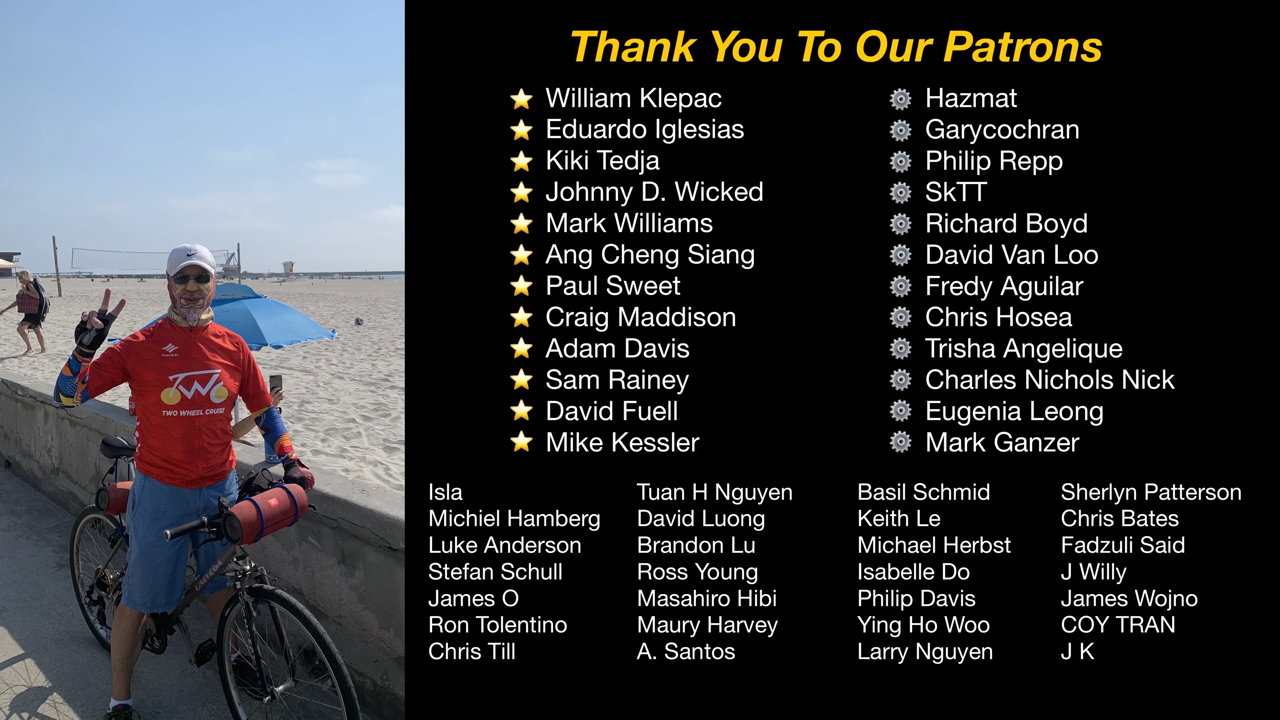 Thank You To Our Patrons
William Klepac
Eduardo Iglesias
Kiki Tedja
Johnny D. Wicked
Mark Williams
Ang Cheng Siang
Paul Sweet
Craig Maddison
Adam Davis
Sam Rainey
David Fuell
Mike Kessler
Hazmat
Garycochran
Philip Repp
SkTT
Richard Boyd
David Van Loo
Fredy Aguilar
Chris Hosea
Trisha Angelique
Charles Nichols Nick
Eugenia Leong
Mark Ganzer
Isla
Michiel Hamberg
Luke Anderson
Stefan Schull
James O
Ron Tolentino
Chris Till
Tuan H Nguyen
David Luong
Brandon Lu
Ross Young
Masahiro Hibi
Maury Harvey
A. Santos
Basil Schmid
Keith Le
Michael Herbst
Isabelle Do
Philip Davis
Ying Ho Woo
Larry Nguyen
Sherlyn Patterson
Chris Bates
Fadzuli Said
J Willy
James Wojno
COY TRAN
J K
TWO WHEEL CRUISE